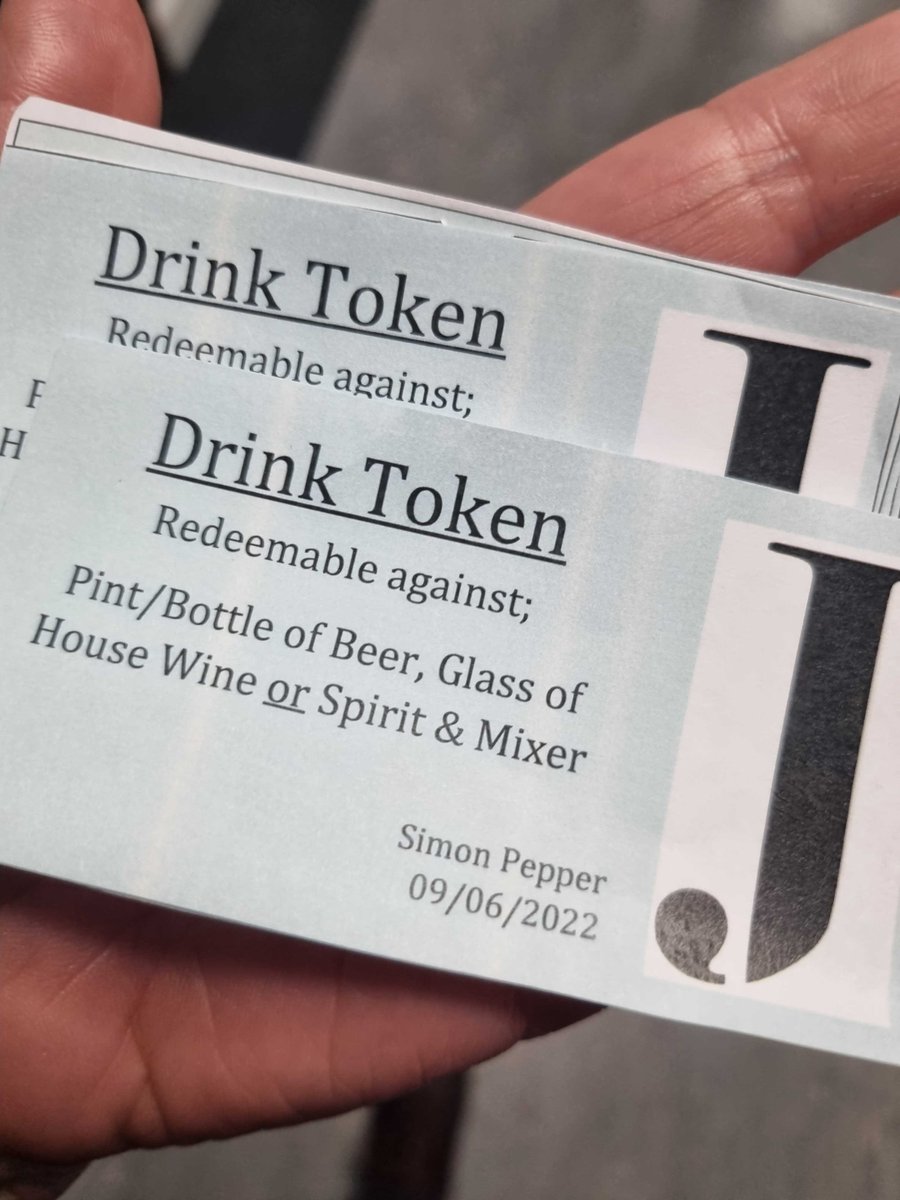 Drink Token
Redeemable against;
J
F
H
Drink Token
Redeemable against;
Pint/Bottle of Beer, Glass of
House Wine or Spirit & Mixer
Simon Pepper
09/06/2022
J